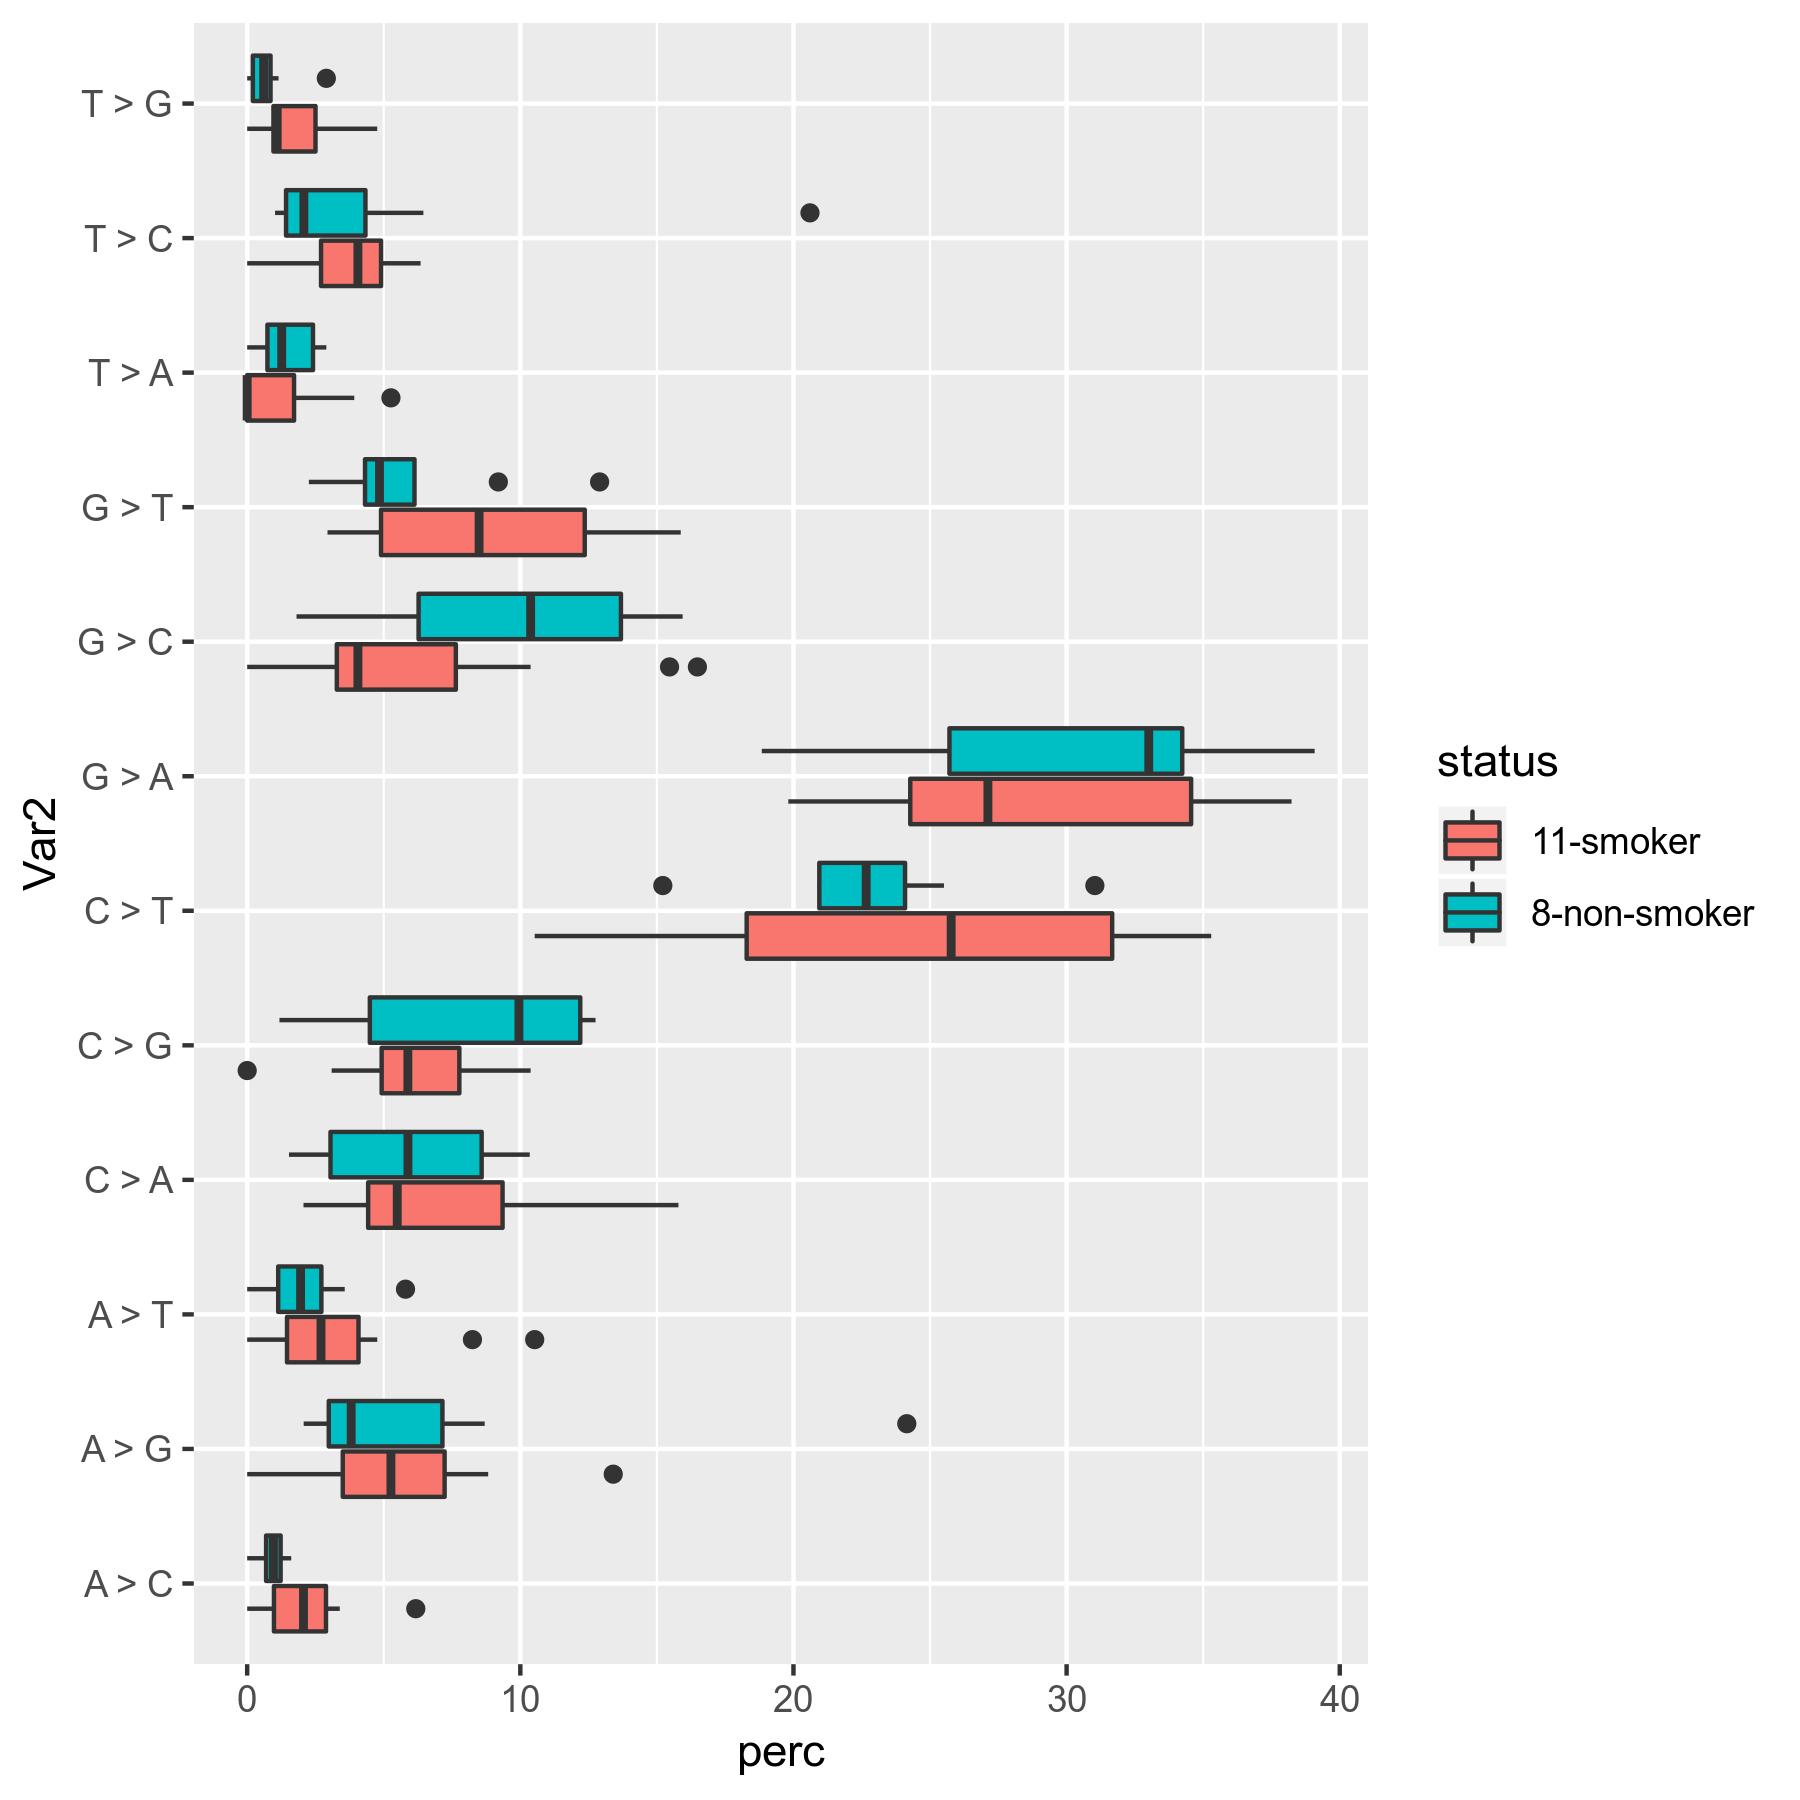 T > G
T > C
T > A
G > T
G > C
G > A
C > T
C > G
C > A
A > T
A > G
A > C
Var2
0 10 20 30 40
perc
status
11-smoker
8-non-smoker